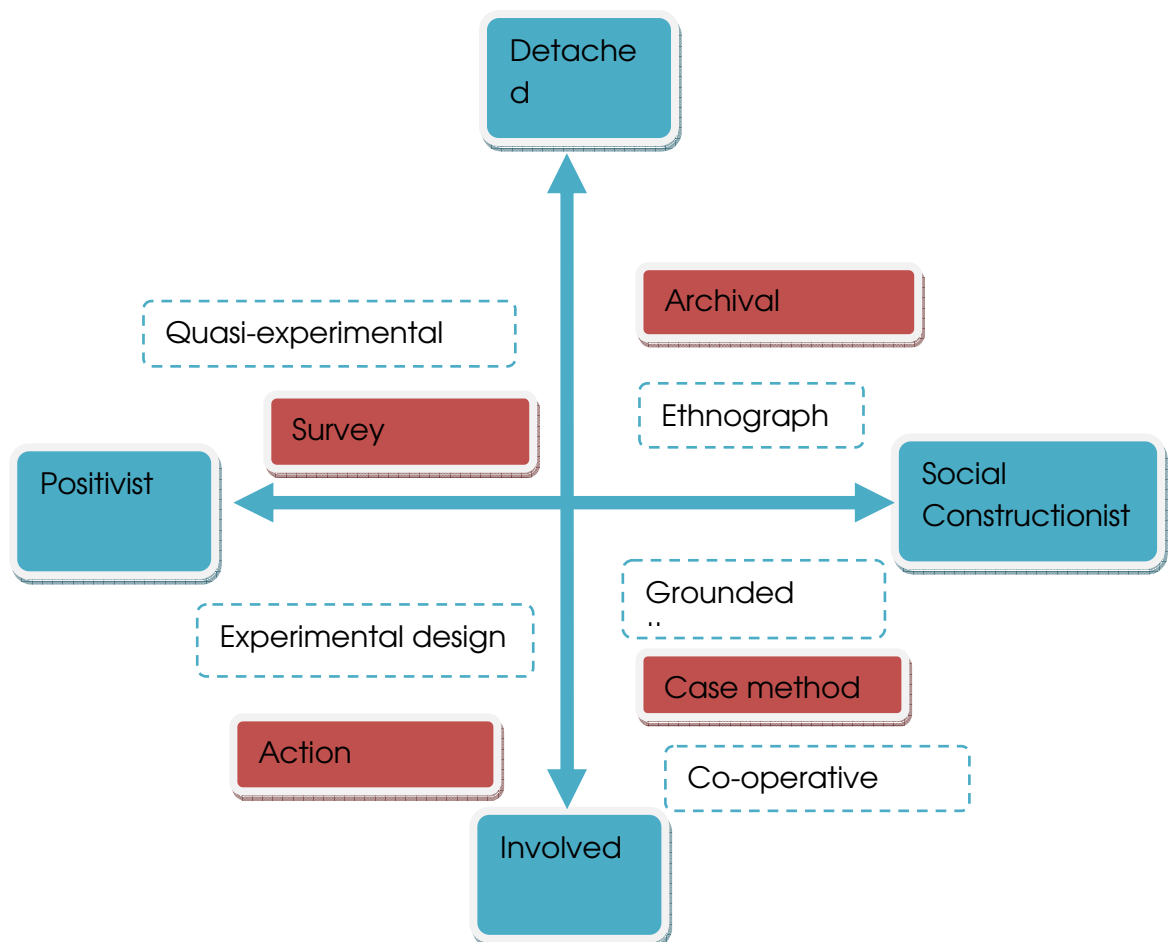 Detache
d
Archival
Quasi-experimental
Ethnograph
Survey
Positivist
Social
Constructionist
Grounded
Experimental design
Case method
Action
Co-operative
Involved